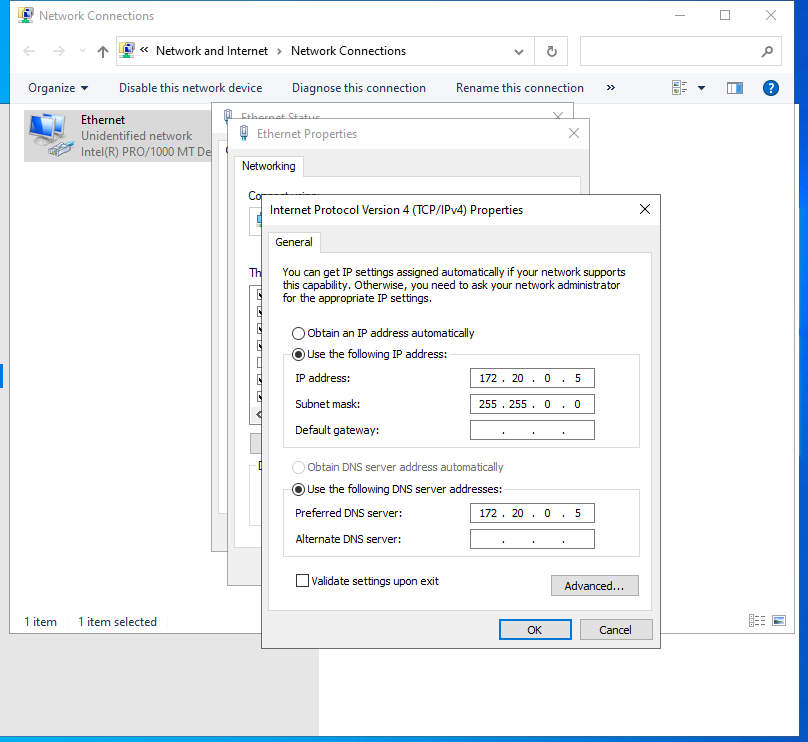 Network Connections
« Network and Internet › Network Connections
Organize Disable this network device Diagnose this connection Rename this connection »
Ethernet
Unidentified network
Intel(R) PRO/1000 MT De
Ethernet Status
Ethernet Properties
Networking
Connect using:
Th
Internet Protocol Version 4 (TCP/IPv4) Properties
General
You can get IP settings assigned automatically if your network supports
this capability. Otherwise, you need to ask your network administrator
for the appropriate IP settings.
Obtain an IP address automatically
Use the following IP address:
IP address: 172 . 20 . 0 . 5
Subnet mask: 255 . 255 . 0 . 0
Default gateway: . . .
Obtain DNS server address automatically
Use the following DNS server addresses:
Preferred DNS server: 172 . 20 . 0 . 5
Alternate DNS server: . . .
Validate settings upon exit
Advanced...
OK Cancel
1 item 1 item selected